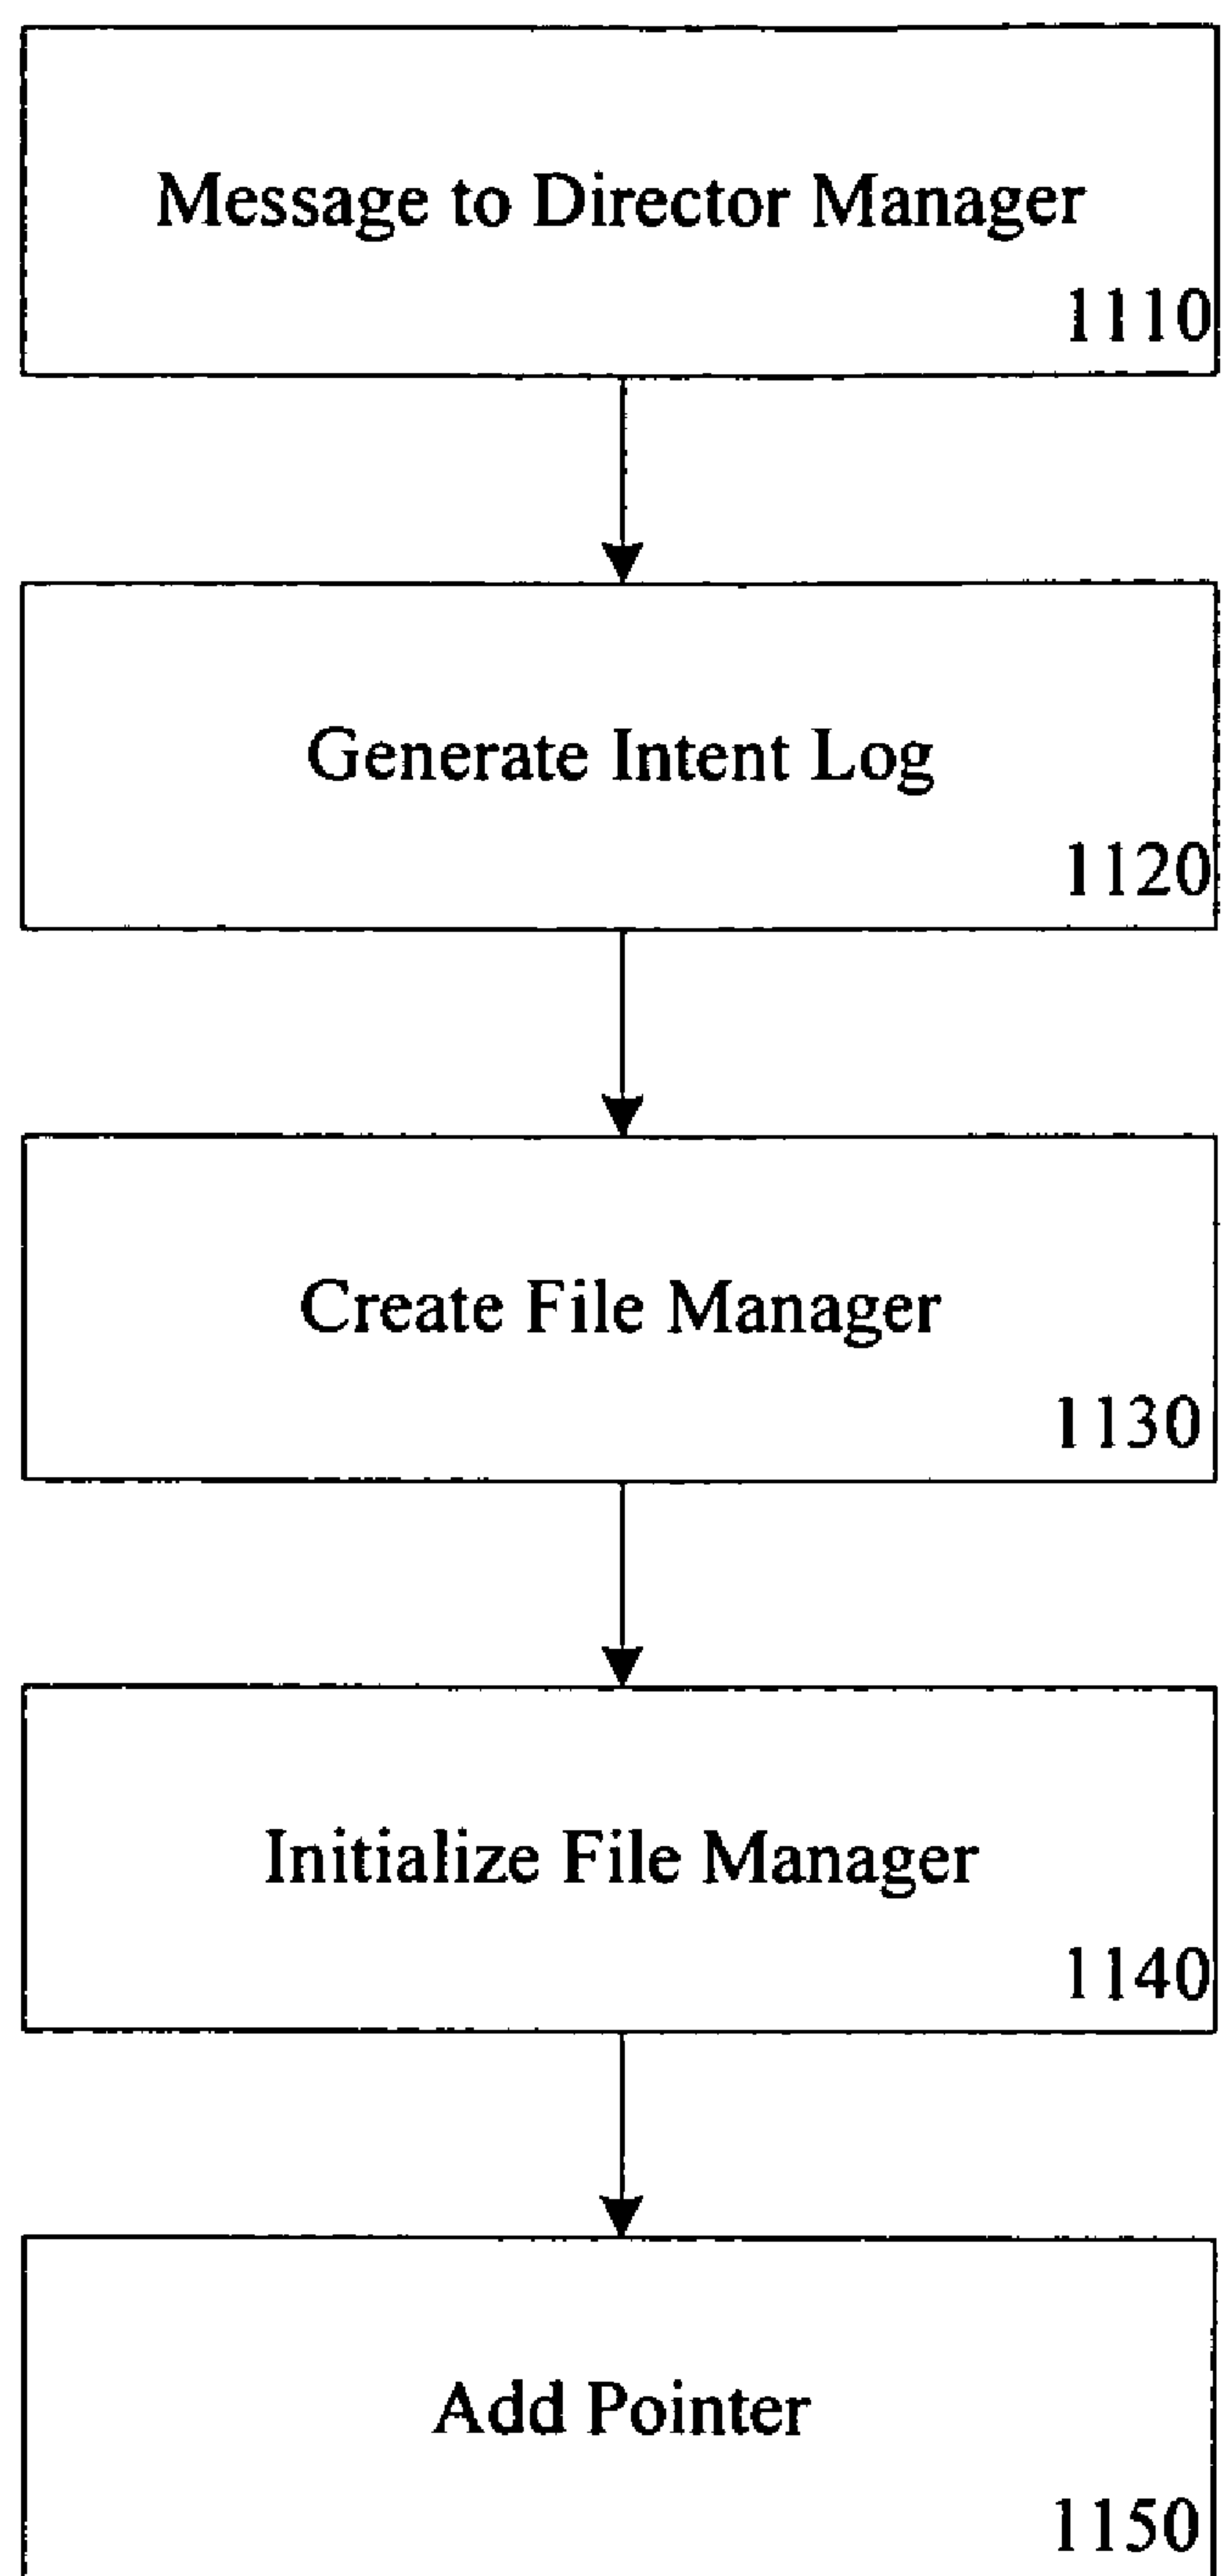 Message to Director Manager
1110
Generate Intent Log
1120
Create File Manager
1130
Initialize File Manager
1140
Add Pointer
1150